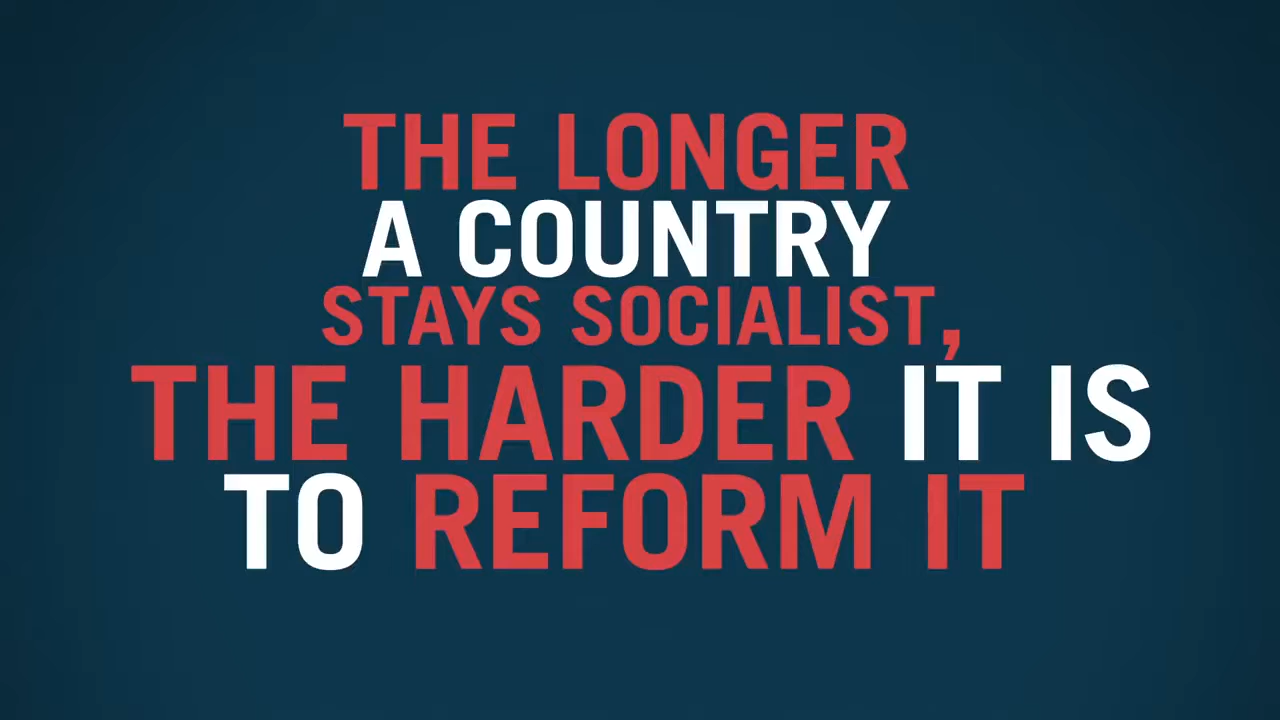 THE LONGER
A COUNTRY
STAYS SOCIALIST,
THE HARDER IT IS
TO REFORM IT